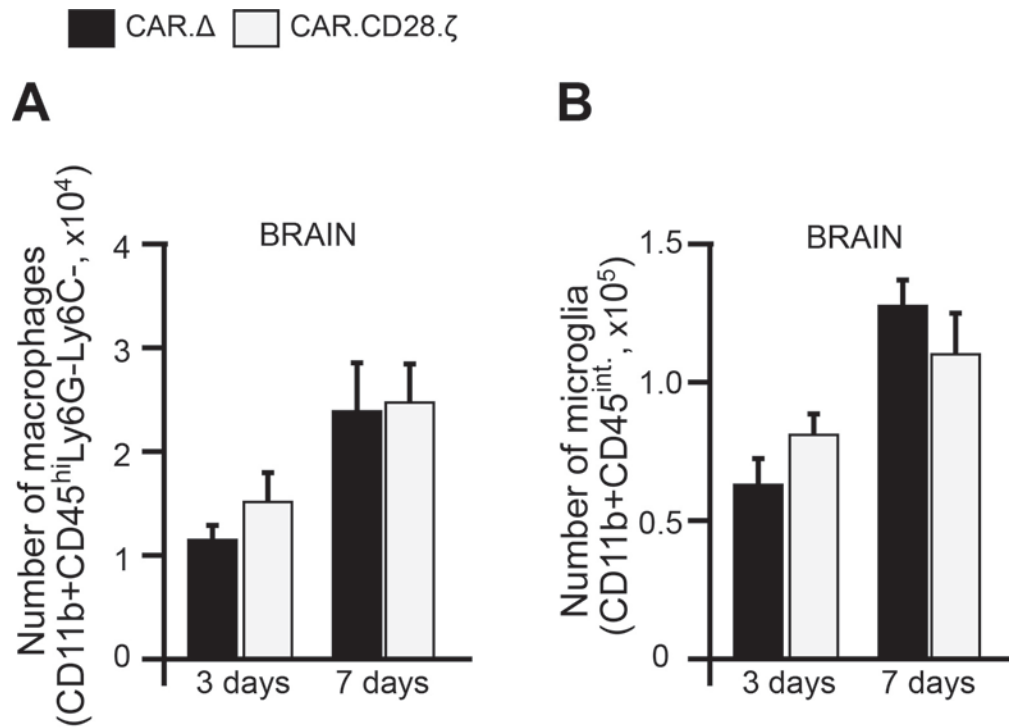 CAR.Δ CAR.CD28.ζ
A
Number of macrophages
(CD11b+CD45ʰⁱLy6G-Ly6C-, x10⁴)
BRAIN
4
3
2
1
0
3 days 7 days
B
Number of microglia
(CD11b+CD45ⁱⁿᵗ·, x10⁵)
BRAIN
1.5
1.0
0.5
0
3 days 7 days